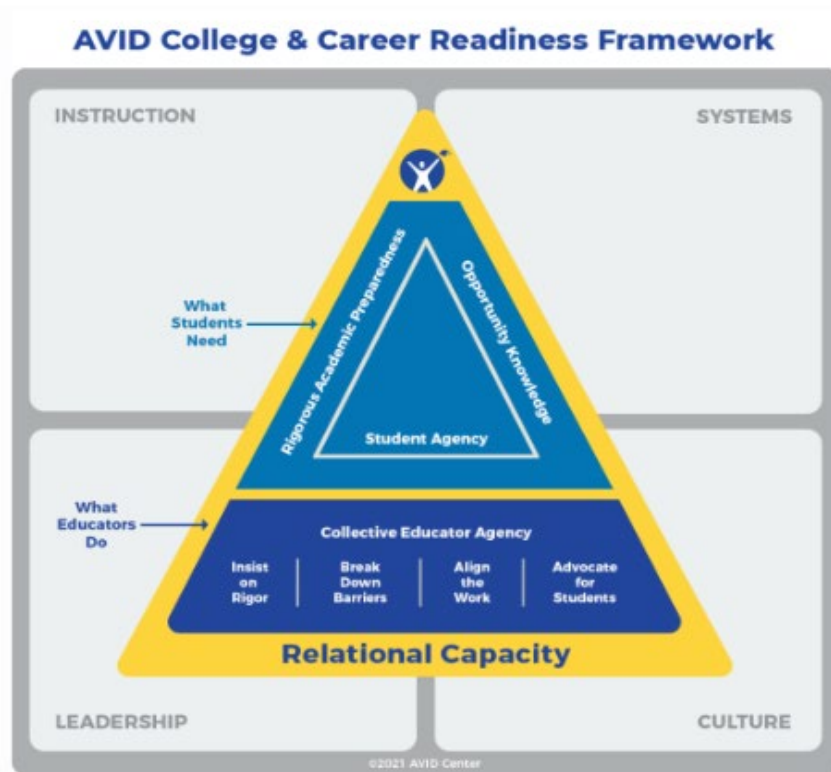 AVID College & Career Readiness Framework
INSTRUCTION
SYSTEMS
What
Students
Need
Rigorous Academic Preparedness
Opportunity Knowledge
Student Agency
What
Educators
Do
Collective Educator Agency
Insist
on
Rigor
Break
Down
Barriers
Align
the
Work
Advocate
for
Students
Relational Capacity
LEADERSHIP
CULTURE
©2021 AVID Center